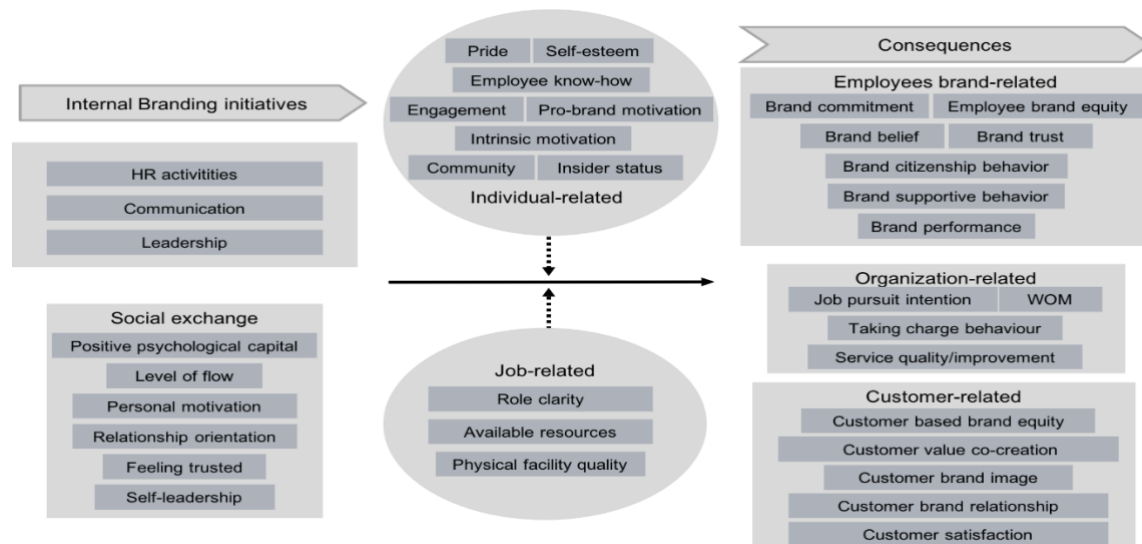 Internal Branding initiatives
HR activitities
Communication
Leadership
Social exchange
Positive psychological capital
Level of flow
Personal motivation
Relationship orientation
Feeling trusted
Self-leadership
Pride
Self-esteem
Employee know-how
Engagement
Pro-brand motivation
Intrinsic motivation
Community
Insider status
Individual-related
Job-related
Role clarity
Available resources
Physical facility quality
Consequences
Employees brand-related
Brand commitment
Employee brand equity
Brand belief
Brand trust
Brand citizenship behavior
Brand supportive behavior
Brand performance
Organization-related
Job pursuit intention
WOM
Taking charge behaviour
Service quality/improvement
Customer-related
Customer based brand equity
Customer value co-creation
Customer brand image
Customer brand relationship
Customer satisfaction